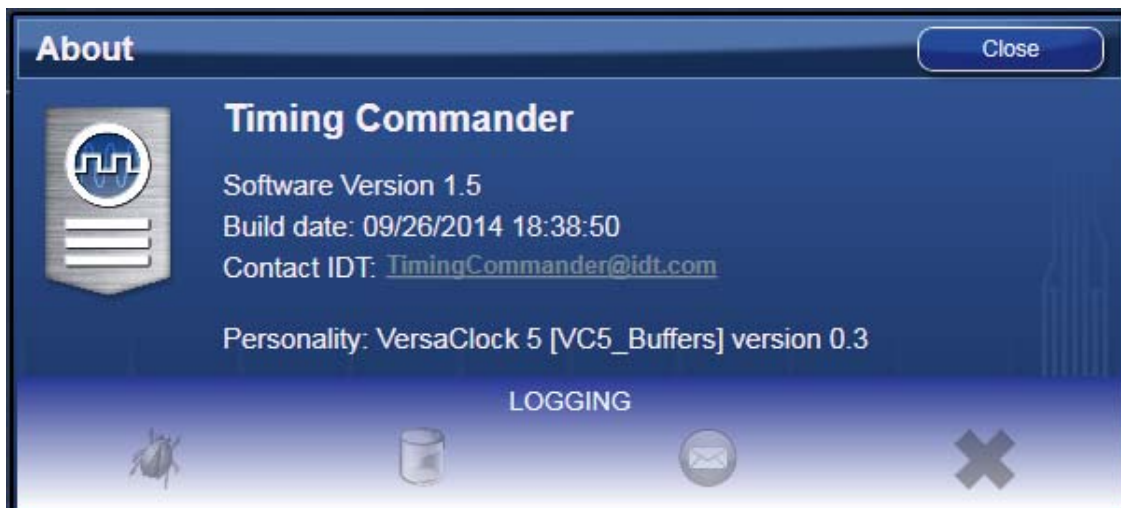 About
Close
Timing Commander
Software Version 1.5
Build date: 09/26/2014 18:38:50
Contact IDT: TimingCommander@idt.com
Personality: VersaClock 5 [VC5_Buffers] version 0.3
LOGGING